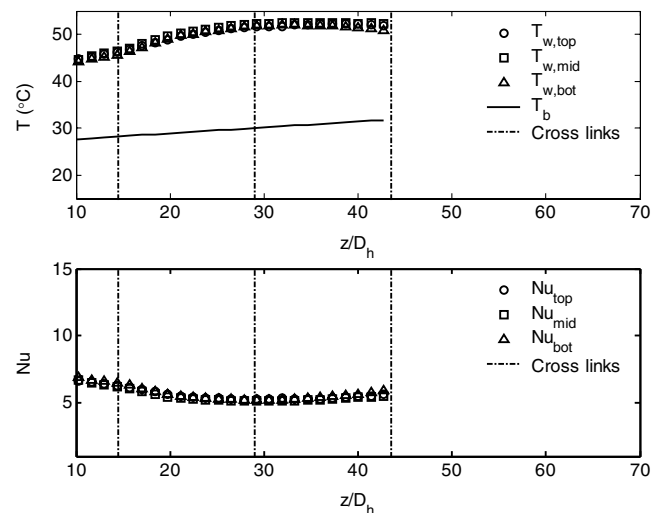 50
40
30
20
T (°C)
10 20 30 40 50 60 70
z/D_h
T_w,top
T_w,mid
T_w,bot
T_b
Cross links
15
10
5
Nu
10 20 30 40 50 60 70
z/D_h
Nu_top
Nu_mid
Nu_bot
Cross links